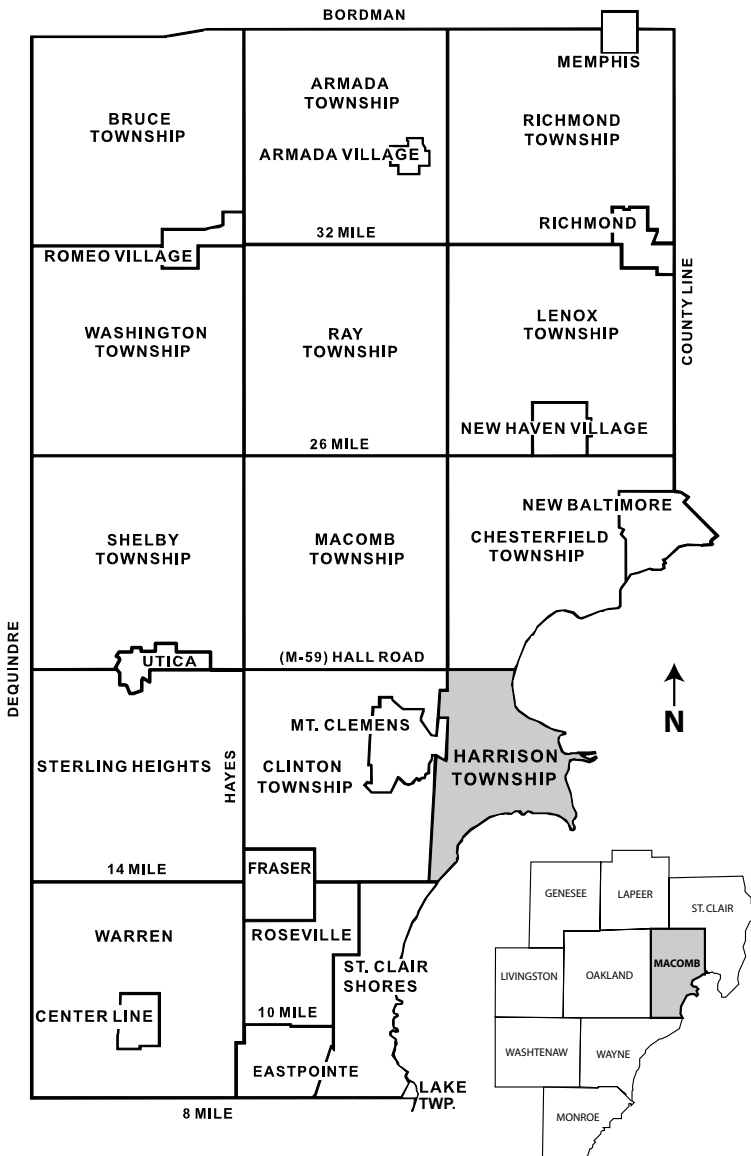 BORDMAN
MEMPHIS
ARMADA
TOWNSHIP
BRUCE
TOWNSHIP
RICHMOND
TOWNSHIP
ARMADA VILLAGE
RICHMOND
32 MILE
ROMEO VILLAGE
COUNTY LINE
WASHINGTON
TOWNSHIP
RAY
TOWNSHIP
LENOX
TOWNSHIP
NEW HAVEN VILLAGE
26 MILE
NEW BALTIMORE
SHELBY
TOWNSHIP
MACOMB
TOWNSHIP
CHESTERFIELD
TOWNSHIP
DEQUINDRE
UTICA
(M-59) HALL ROAD
N
MT. CLEMENS
STERLING HEIGHTS
HAYES
CLINTON
TOWNSHIP
HARRISON
TOWNSHIP
14 MILE
FRASER
WARREN
ROSEVILLE
ST. CLAIR
SHORES
CENTER LINE
10 MILE
EASTPOINTE
LAKE
TWP.
8 MILE
GENESEE
LAPEER
ST. CLAIR
LIVINGSTON
OAKLAND
MACOMB
WASHTENAW
WAYNE
MONROE